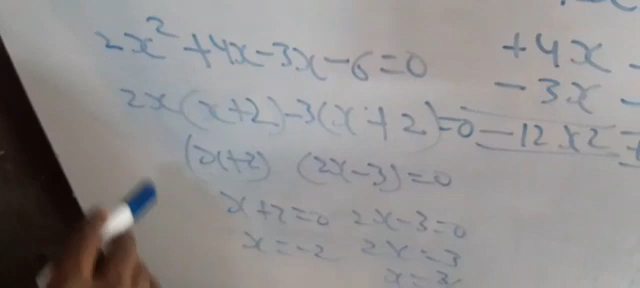 2x² + 4x - 3x - 6 = 0
+ 4x
- 3x
2x(x + 2) - 3(x + 2) = 0
- 12x2
(x + 2) (2x - 3) = 0
x + 2 = 0 2x - 3 = 0
x = -2 2x = 3